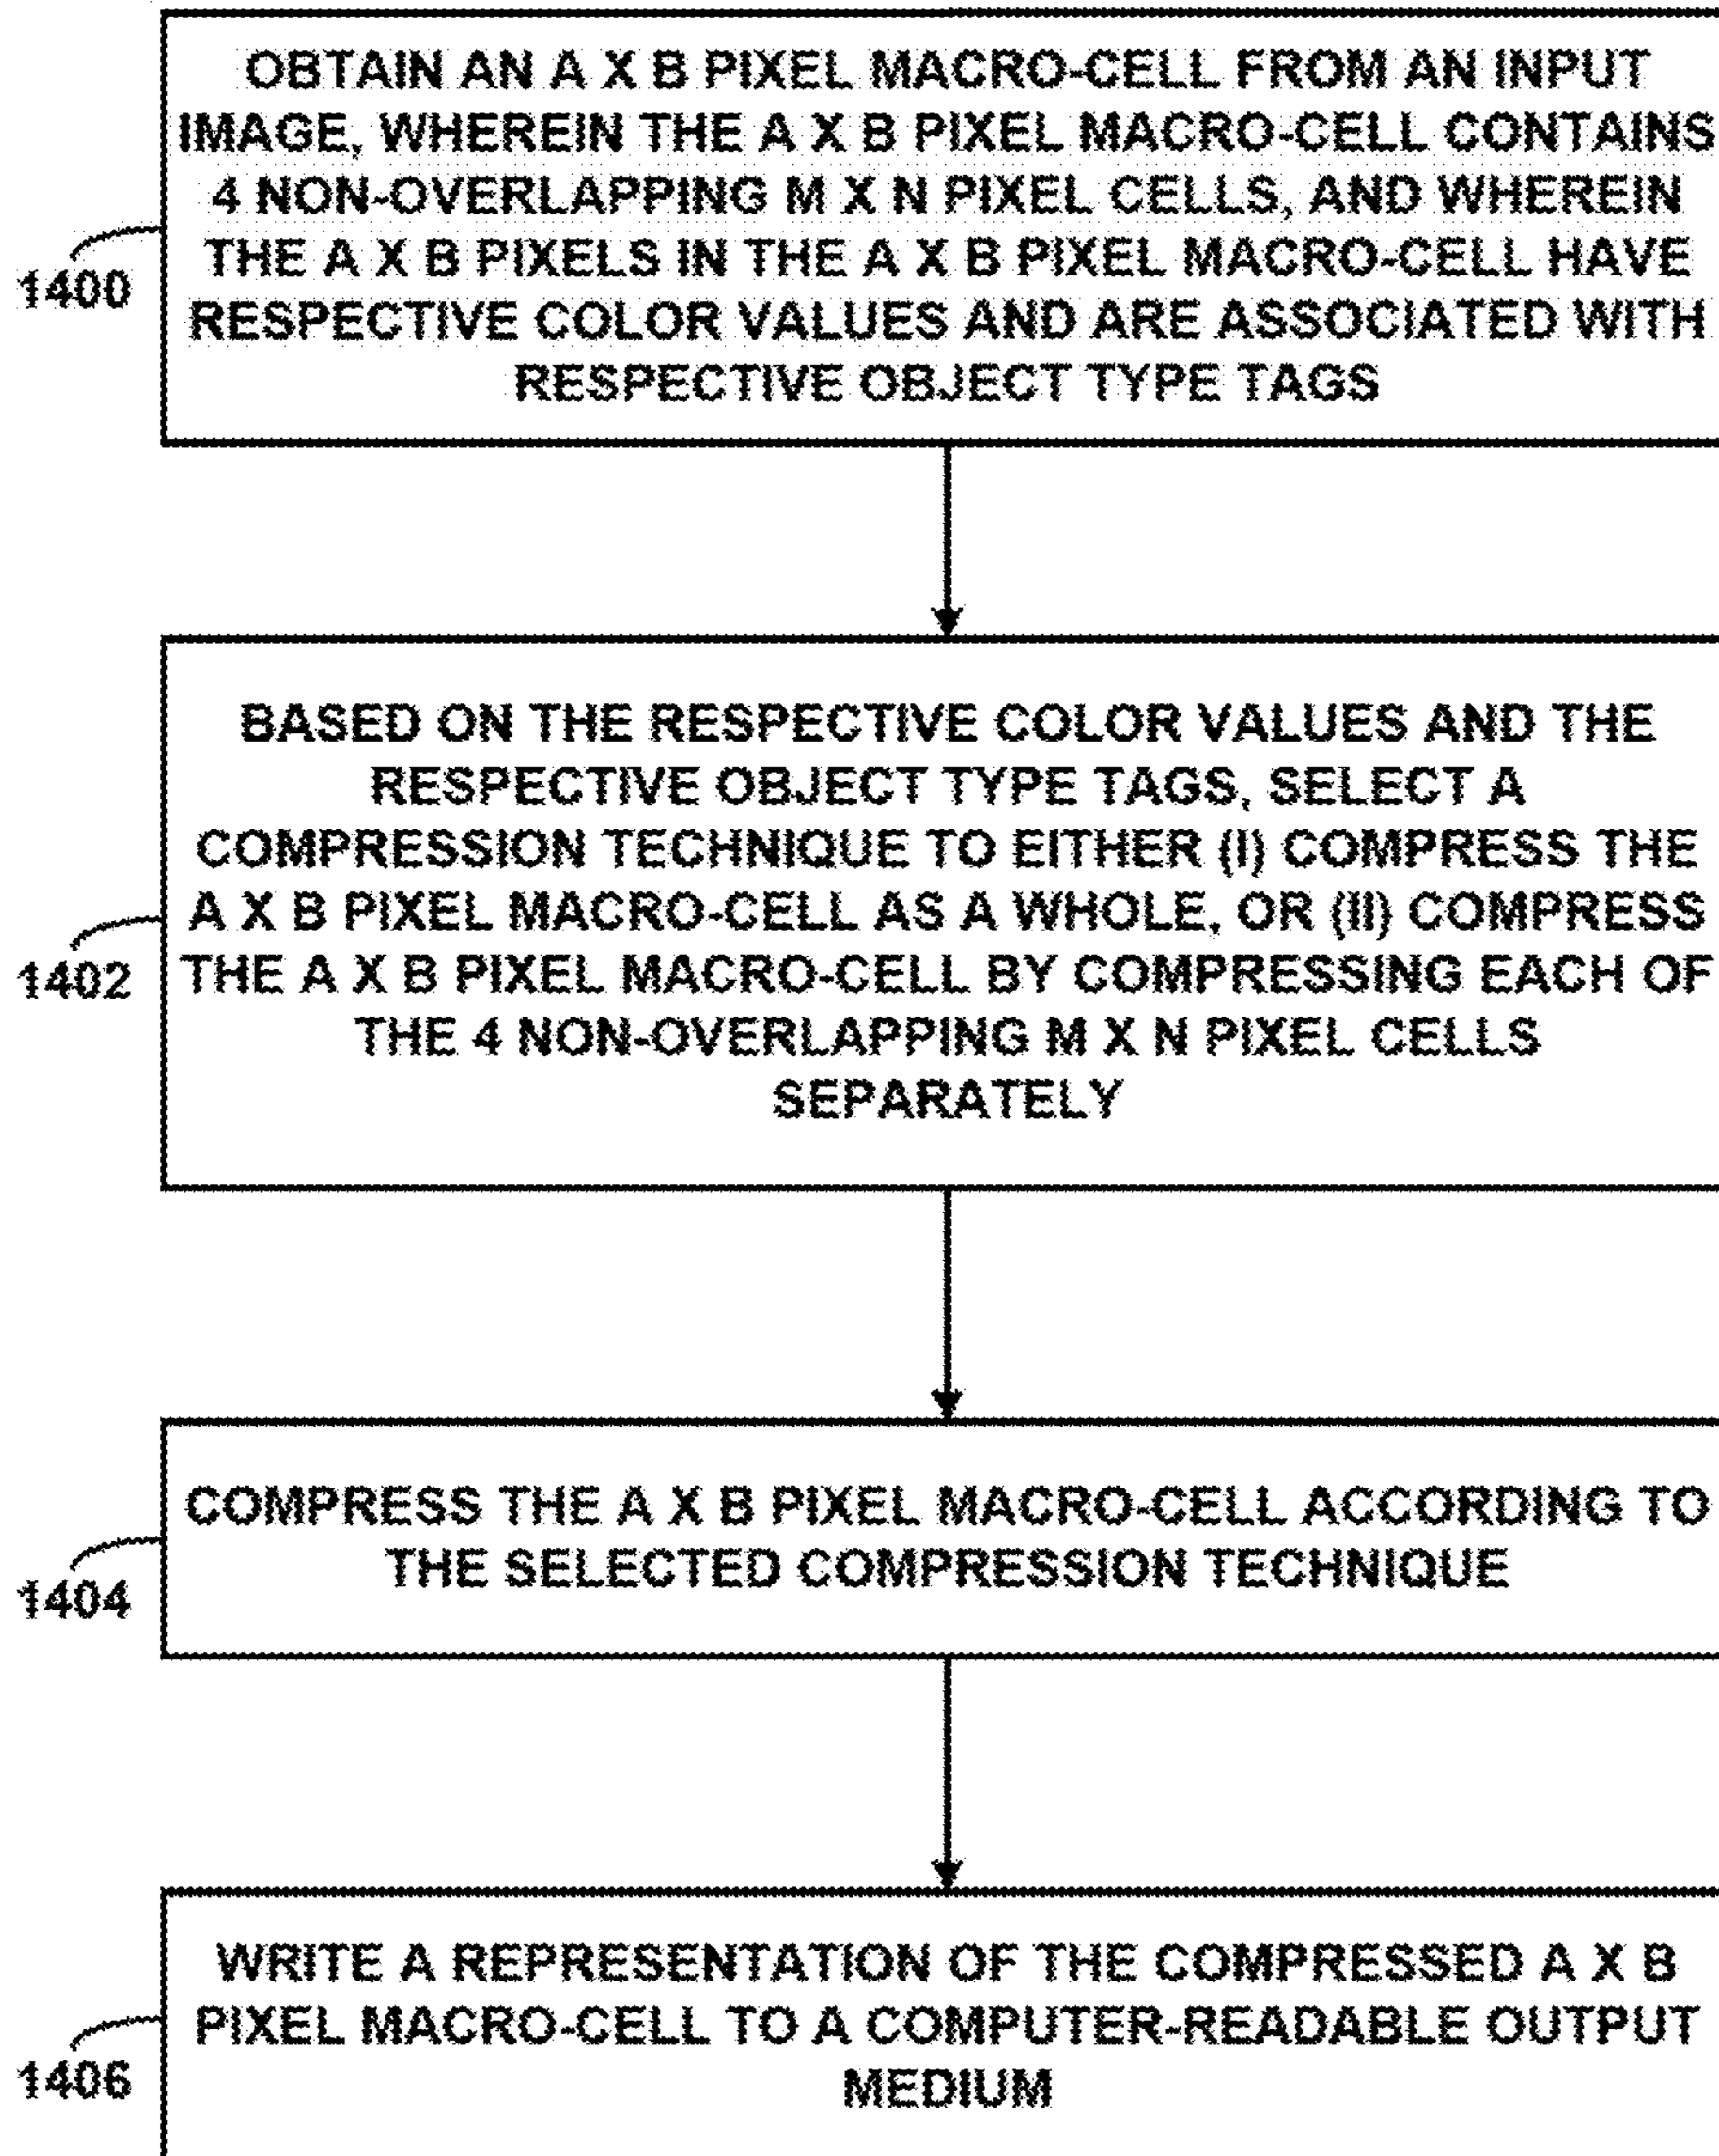 OBTAIN AN A X B PIXEL MACRO-CELL FROM AN INPUT
IMAGE, WHEREIN THE A X B PIXEL MACRO-CELL CONTAINS
4 NON-OVERLAPPING M X N PIXEL CELLS, AND WHEREIN
THE A X B PIXELS IN THE A X B PIXEL MACRO-CELL HAVE
RESPECTIVE COLOR VALUES AND ARE ASSOCIATED WITH
RESPECTIVE OBJECT TYPE TAGS
1400
BASED ON THE RESPECTIVE COLOR VALUES AND THE
RESPECTIVE OBJECT TYPE TAGS, SELECT A
COMPRESSION TECHNIQUE TO EITHER (I) COMPRESS THE
A X B PIXEL MACRO-CELL AS A WHOLE, OR (II) COMPRESS
THE A X B PIXEL MACRO-CELL BY COMPRESSING EACH OF
THE 4 NON-OVERLAPPING M X N PIXEL CELLS
SEPARATELY
1402
COMPRESS THE A X B PIXEL MACRO-CELL ACCORDING TO
THE SELECTED COMPRESSION TECHNIQUE
1404
WRITE A REPRESENTATION OF THE COMPRESSED A X B
PIXEL MACRO-CELL TO A COMPUTER-READABLE OUTPUT
MEDIUM
1406